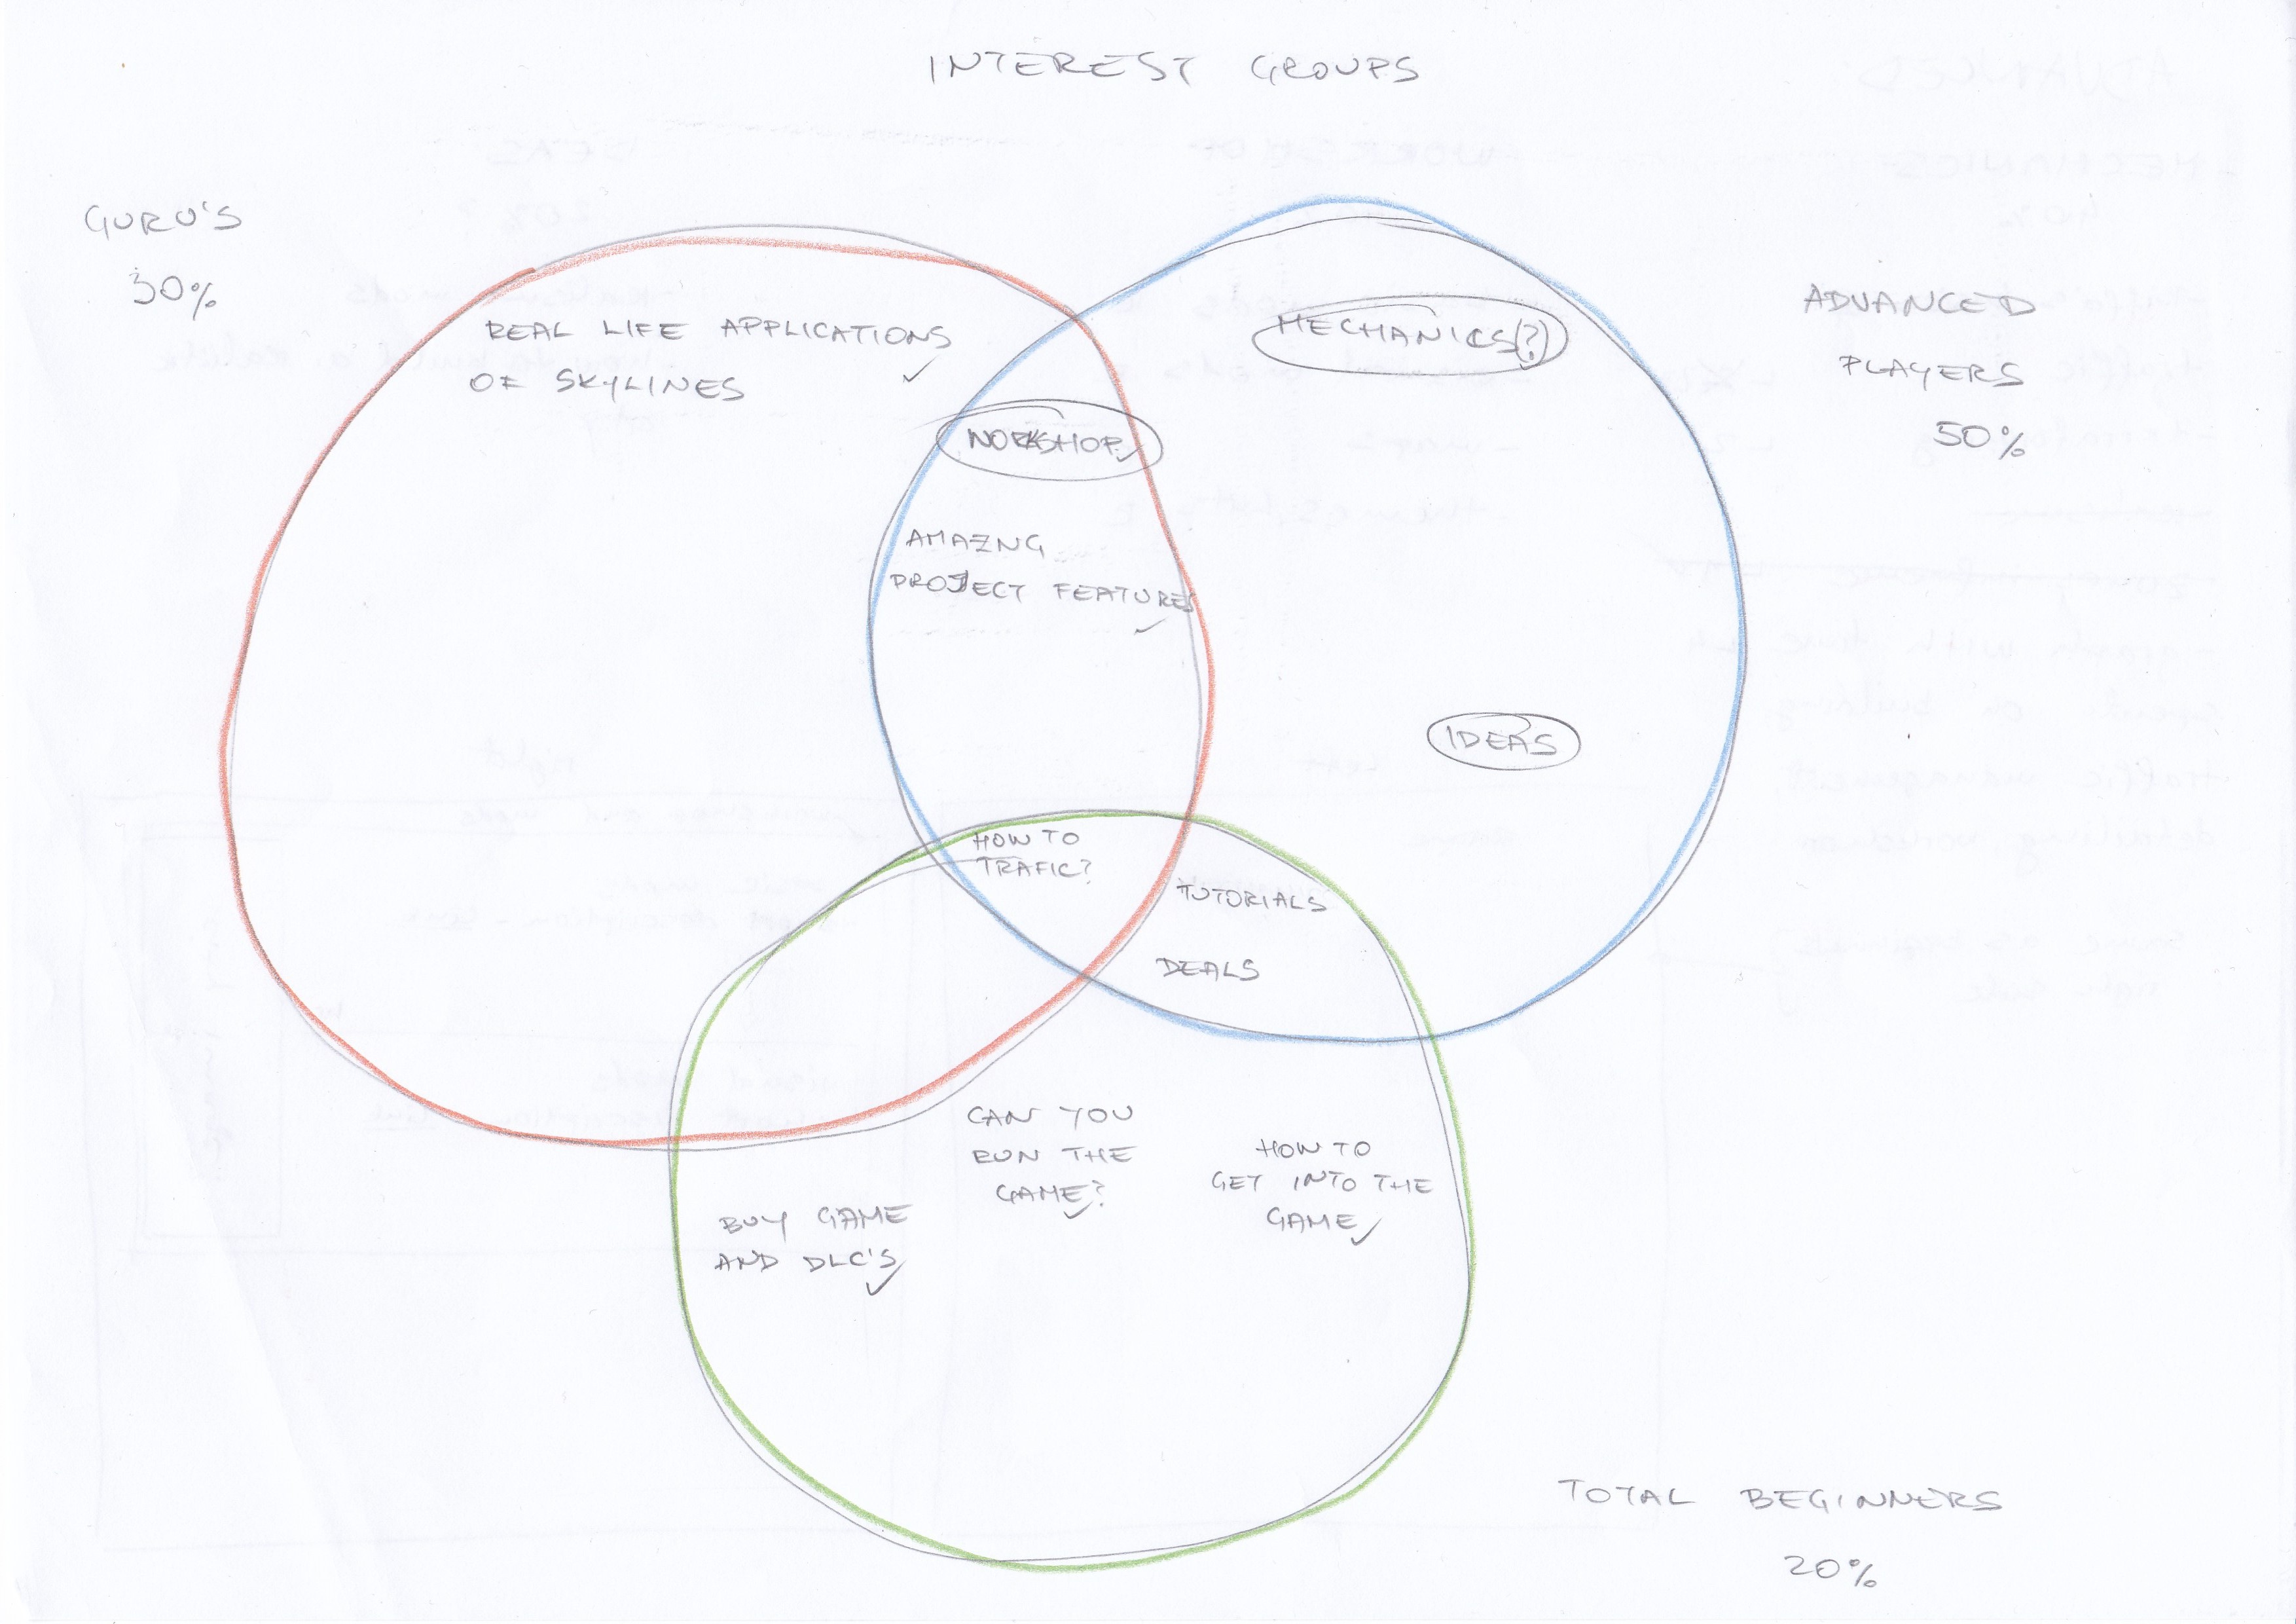 INTEREST GROUPS
GURU'S
30%
ADVANCED
PLAYERS
50%
REAL LIFE APPLICATIONS
OF SKYLINES
MECHANICS(?)
WORKSHOP
AMAZNG
PROJECT FEATURES
IDEAS
HOW TO
TRAFIC?
TUTORIALS
DEALS
CAN YOU
RUN THE
GAME?
HOW TO
GET INTO THE
GAME
BUY GAME
AND DLC'S
TOTAL BEGINNERS
20%